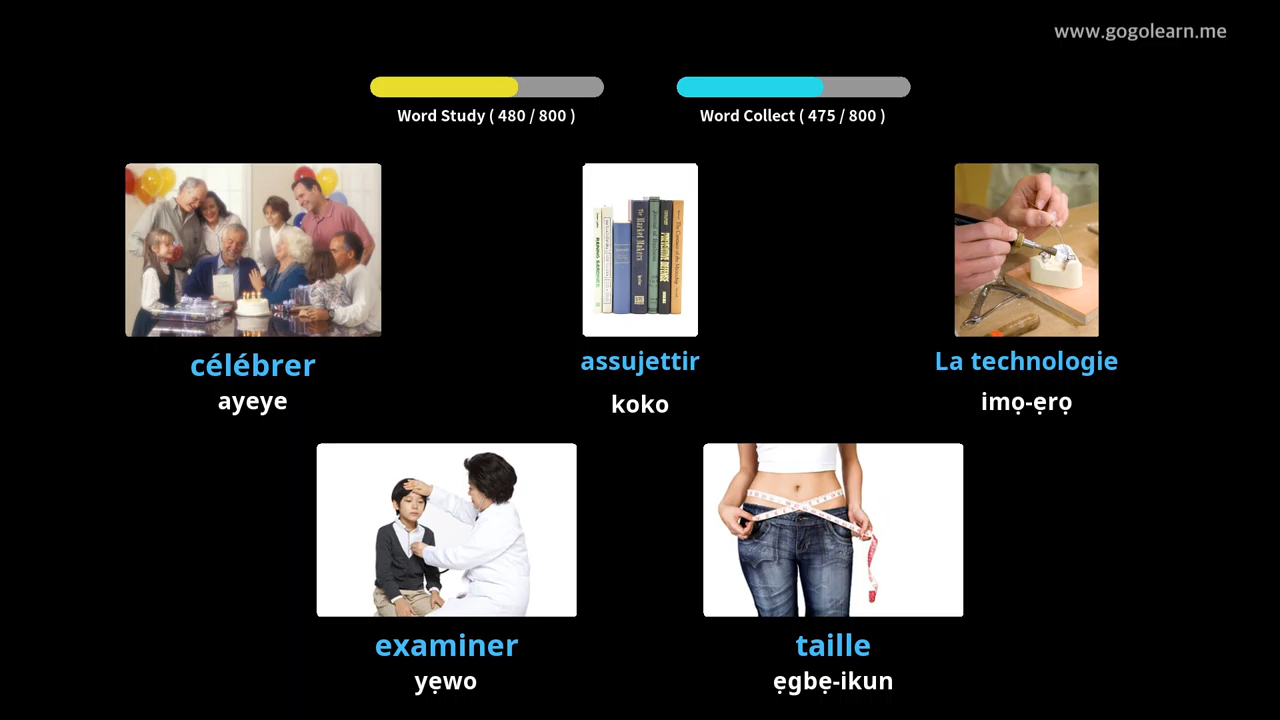 www.gogolearn.me
Word Study ( 480 / 800 )
Word Collect ( 475 / 800 )
célébrer
ayeye
assujettir
koko
La technologie
imọ-ẹrọ
examiner
yẹwo
taille
ẹgbẹ-ikun